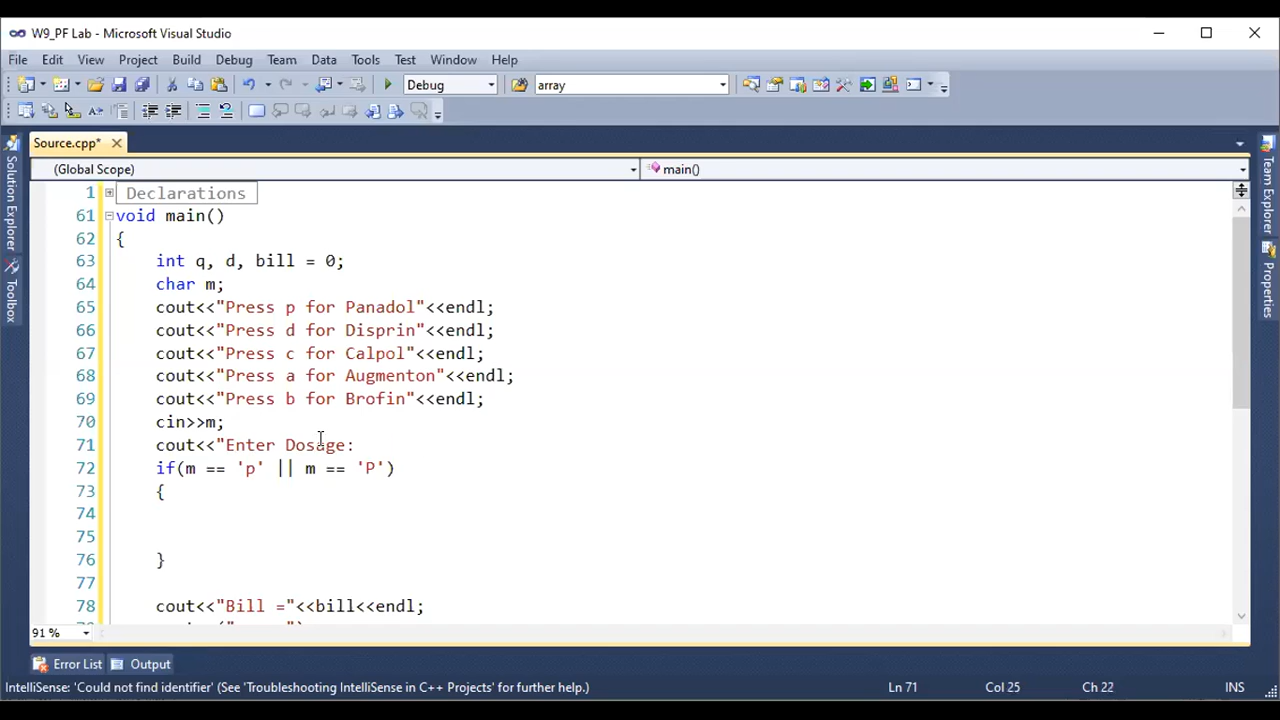 W9_PF Lab - Microsoft Visual Studio
File Edit View Project Build Debug Team Data Tools Test Window Help
Debug array
Source.cpp*
(Global Scope) main()
Solution Explorer
Toolbox
Team Explorer
Properties
1 Declarations
61 void main()
62 {
63 int q, d, bill = 0;
64 char m;
65 cout<<"Press p for Panadol"<<endl;
66 cout<<"Press d for Disprin"<<endl;
67 cout<<"Press c for Calpol"<<endl;
68 cout<<"Press a for Augmenton"<<endl;
69 cout<<"Press b for Brofin"<<endl;
70 cin>>m;
71 cout<<"Enter Dosage:
72 if(m == 'p' || m == 'P')
73 {
74
75
76 }
77
78 cout<<"Bill ="<<bill<<endl;
91 %
Error List Output
IntelliSense: 'Could not find identifier' (See 'Troubleshooting IntelliSense in C++ Projects' for further help.) Ln 71 Col 25 Ch 22 INS